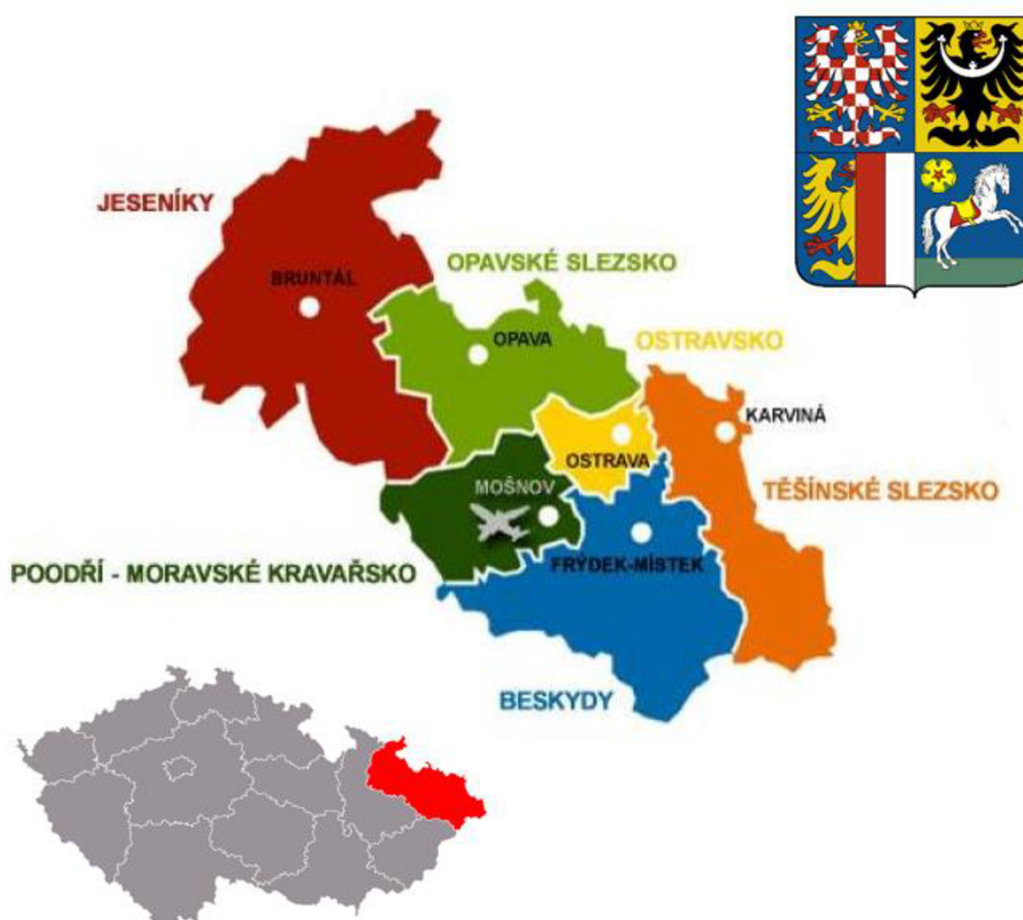 JESENÍKY
OPAVSKÉ SLEZSKO
BRUNTÁL
OPAVA
OSTRAVSKO
KARVINÁ
OSTRAVA
MOŠNOV
TĚŠÍNSKÉ SLEZSKO
POODŘÍ - MORAVSKÉ KRAVAŘSKO
FRÝDEK-MÍSTEK
BESKYDY